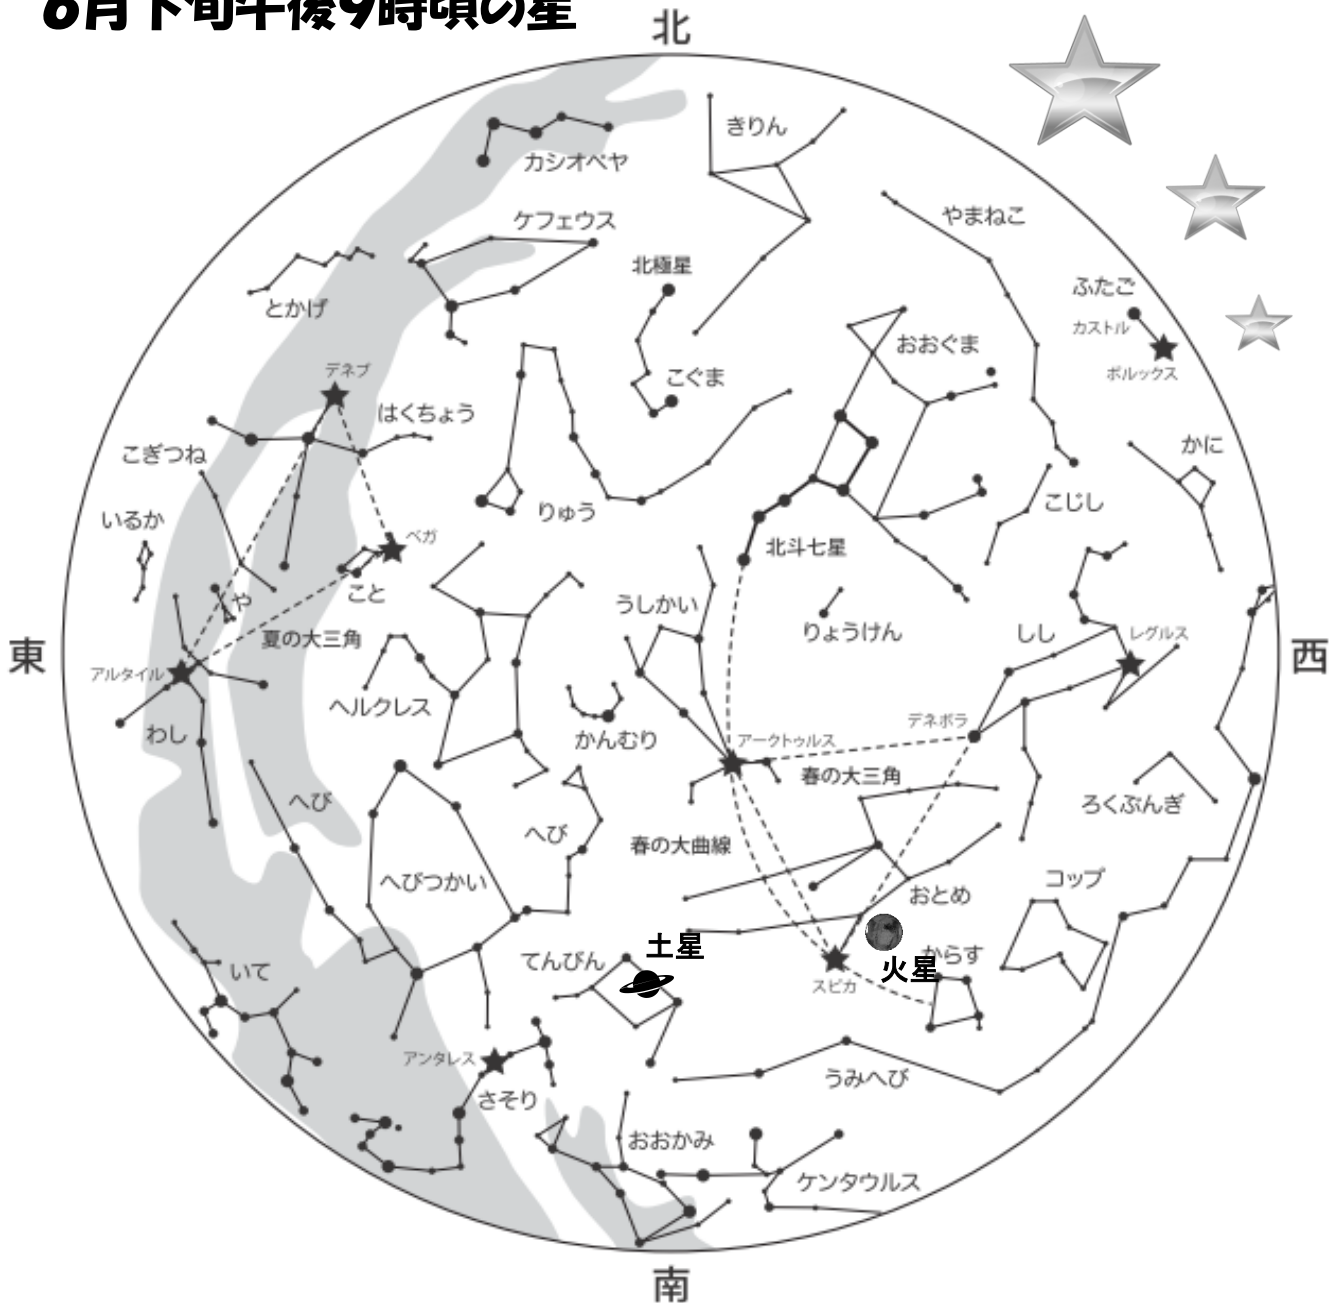 6月下旬午後9時頃の星
北
きりん
カシオペヤ
ケフェウス
やまねこ
北極星
ふたご
カストル
とかげ
おおぐま
ポルックス
デネブ
こぐま
はくちょう
こぎつね
かに
りゅう
こじし
いるか
ベガ
北斗七星
こと
や
うしかい
りょうけん
しし
レグルス
夏の大三角
東
西
アルタイル
ヘルクレス
デネボラ
わし
かんむり
アークトゥルス
春の大三角
へび
ろくぶんぎ
へび
春の大曲線
コップ
へびつかい
おとめ
土星
てんびん
からす
火星
いて
スピカ
アンタレス
うみへび
さそり
おおかみ
ケンタウルス
南